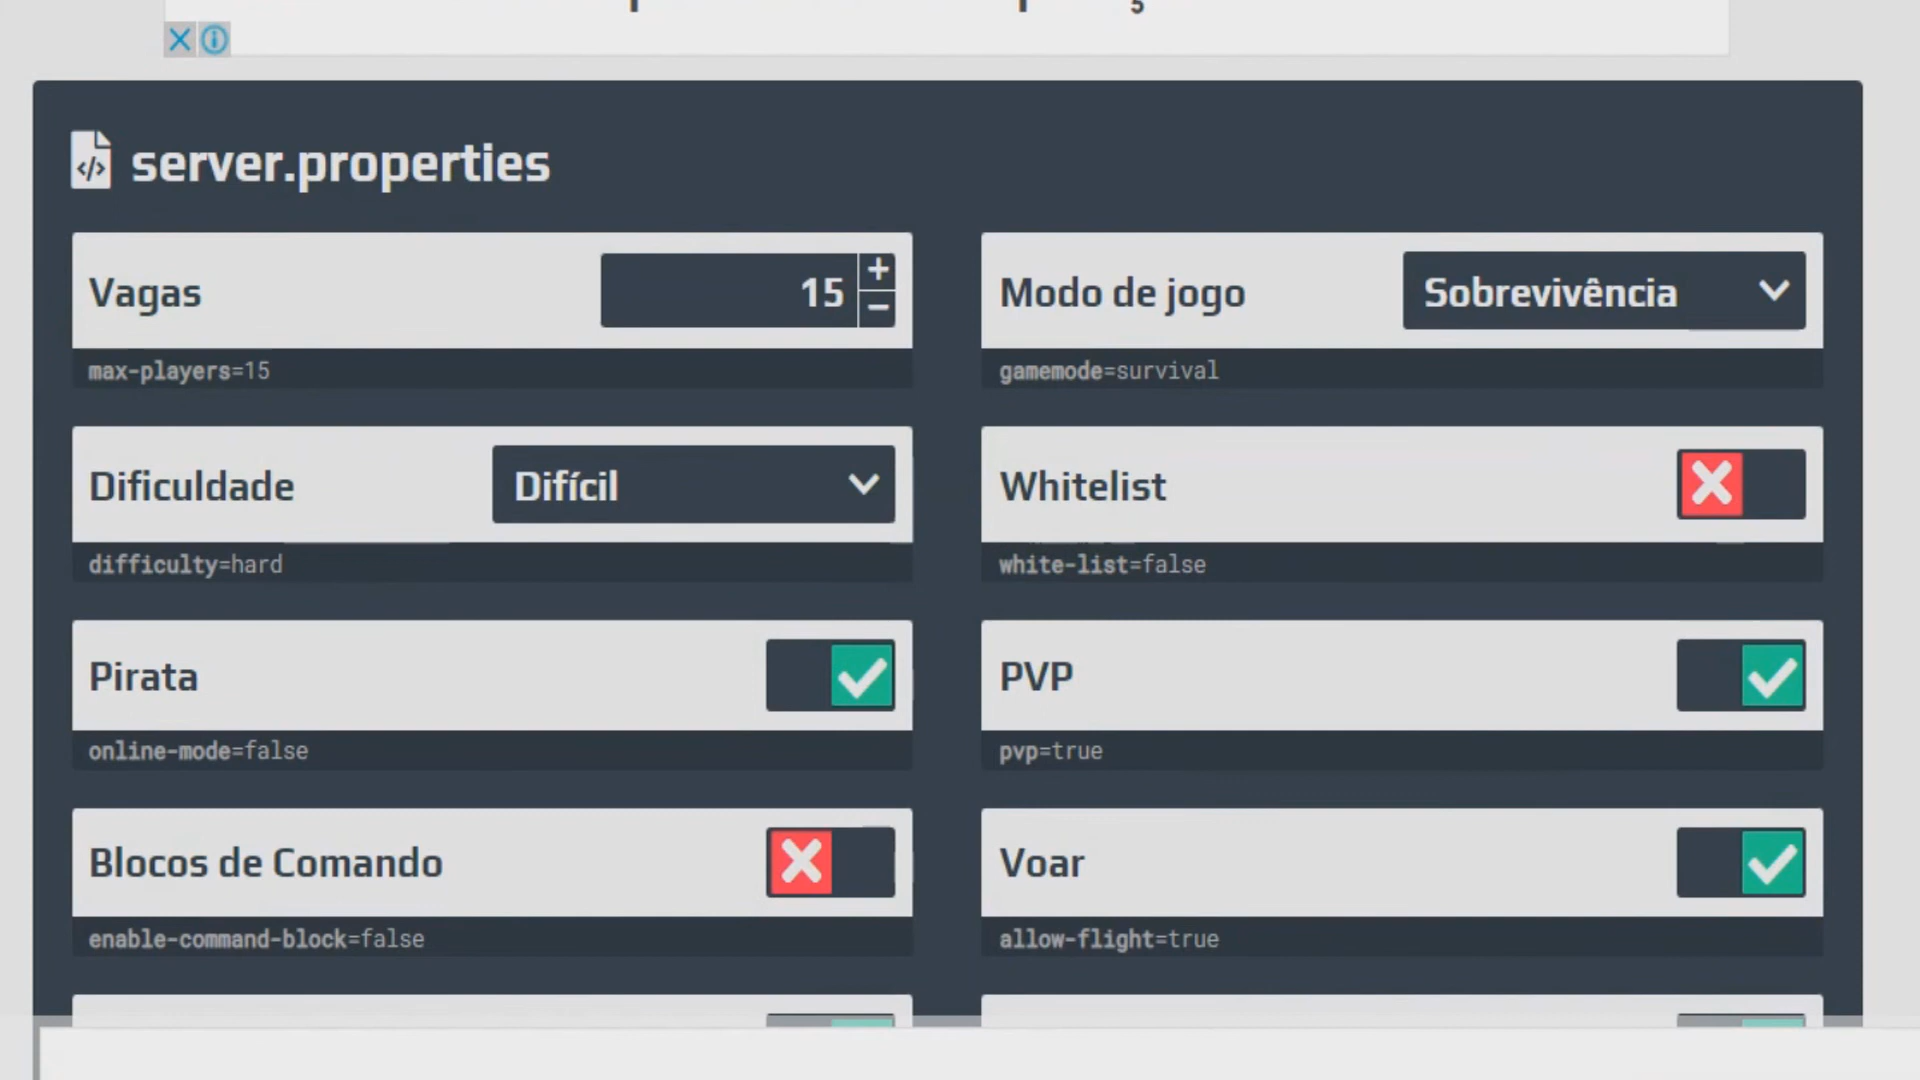 server.properties
Vagas
15
max-players=15
Modo de jogo
Sobrevivência
gamemode=survival
Dificuldade
Difícil
difficulty=hard
Whitelist
white-list=false
Pirata
online-mode=false
PVP
pvp=true
Blocos de Comando
enable-command-block=false
Voar
allow-flight=true